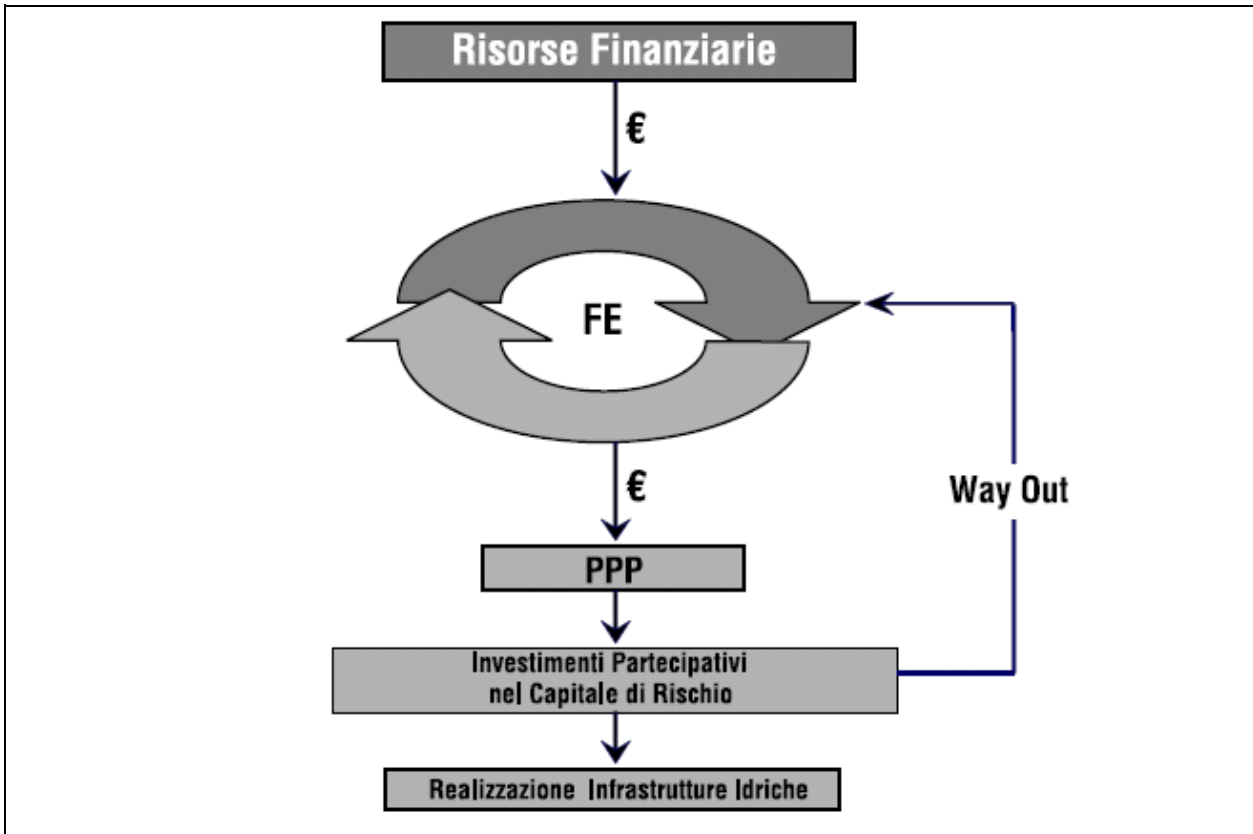 Risorse Finanziarie
€
FE
€
Way Out
PPP
Investimenti Partecipativi
nel Capitale di Rischio
Realizzazione Infrastrutture Idriche